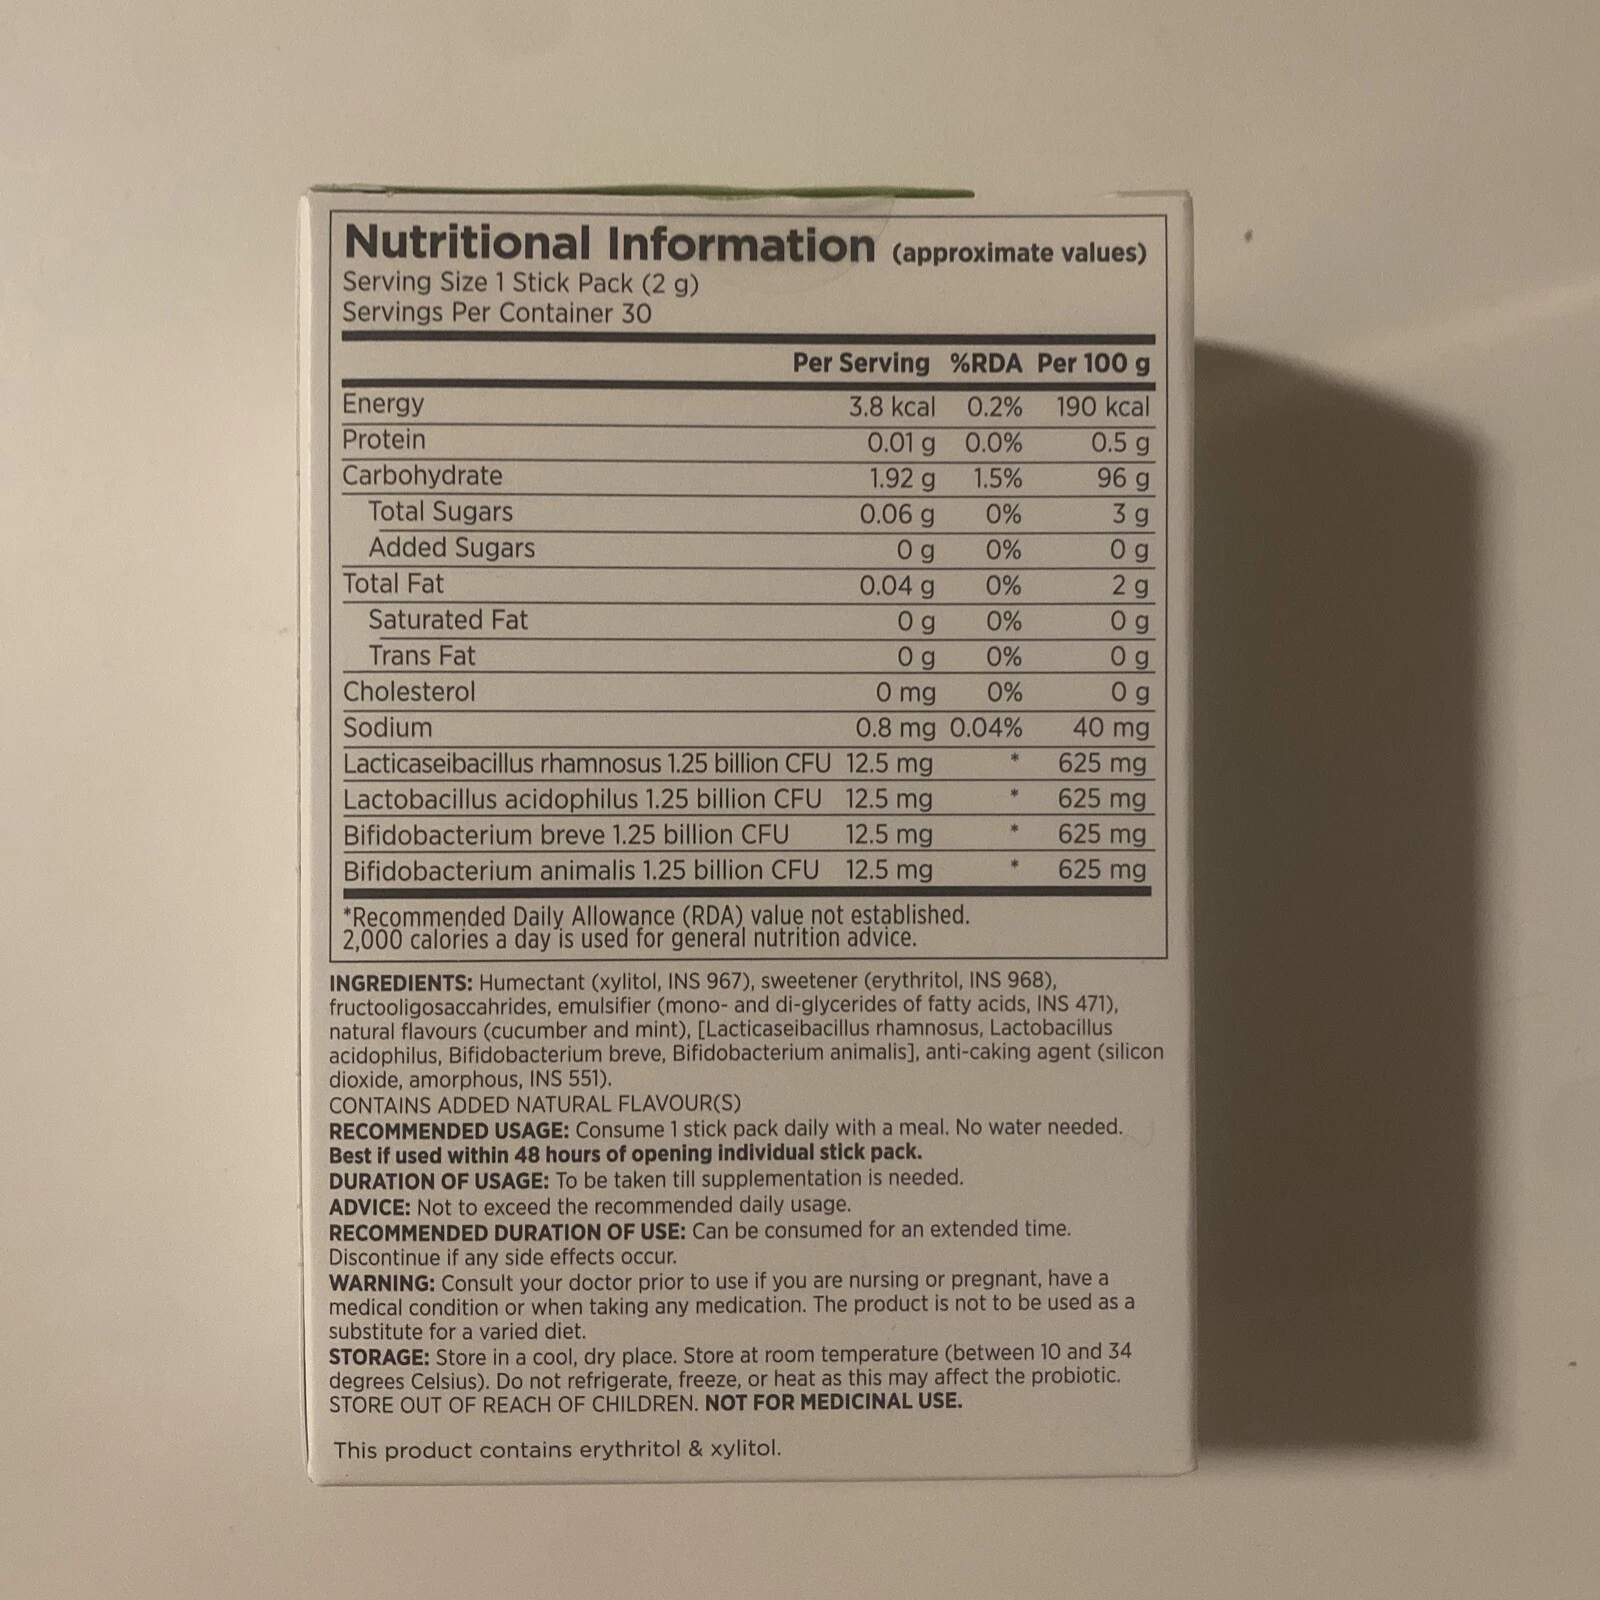 Nutritional Information (approximate values)
Serving Size 1 Stick Pack (2 g)
Servings Per Container 30
Per Serving %RDA Per 100 g
Energy 3.8 kcal 0.2% 190 kcal
Protein 0.01 g 0.0% 0.5 g
Carbohydrate 1.92 g 1.5% 96 g
Total Sugars 0.06 g 0% 3 g
Added Sugars 0 g 0% 0 g
Total Fat 0.04 g 0% 2 g
Saturated Fat 0 g 0% 0 g
Trans Fat 0 g 0% 0 g
Cholesterol 0 mg 0% 0 g
Sodium 0.8 mg 0.04% 40 mg
Lacticaseibacillus rhamnosus 1.25 billion CFU 12.5 mg * 625 mg
Lactobacillus acidophilus 1.25 billion CFU 12.5 mg * 625 mg
Bifidobacterium breve 1.25 billion CFU 12.5 mg * 625 mg
Bifidobacterium animalis 1.25 billion CFU 12.5 mg * 625 mg
*Recommended Daily Allowance (RDA) value not established.
2,000 calories a day is used for general nutrition advice.
INGREDIENTS: Humectant (xylitol, INS 967), sweetener (erythritol, INS 968),
fructooligosaccahrides, emulsifier (mono- and di-glycerides of fatty acids, INS 471),
natural flavours (cucumber and mint), [Lacticaseibacillus rhamnosus, Lactobacillus
acidophilus, Bifidobacterium breve, Bifidobacterium animalis], anti-caking agent (silicon
dioxide, amorphous, INS 551).
CONTAINS ADDED NATURAL FLAVOUR(S)
RECOMMENDED USAGE: Consume 1 stick pack daily with a meal. No water needed.
Best if used within 48 hours of opening individual stick pack.
DURATION OF USAGE: To be taken till supplementation is needed.
ADVICE: Not to exceed the recommended daily usage.
RECOMMENDED DURATION OF USE: Can be consumed for an extended time.
Discontinue if any side effects occur.
WARNING: Consult your doctor prior to use if you are nursing or pregnant, have a
medical condition or when taking any medication. The product is not to be used as a
substitute for a varied diet.
STORAGE: Store in a cool, dry place. Store at room temperature (between 10 and 34
degrees Celsius). Do not refrigerate, freeze, or heat as this may affect the probiotic.
STORE OUT OF REACH OF CHILDREN. NOT FOR MEDICINAL USE.
This product contains erythritol & xylitol.